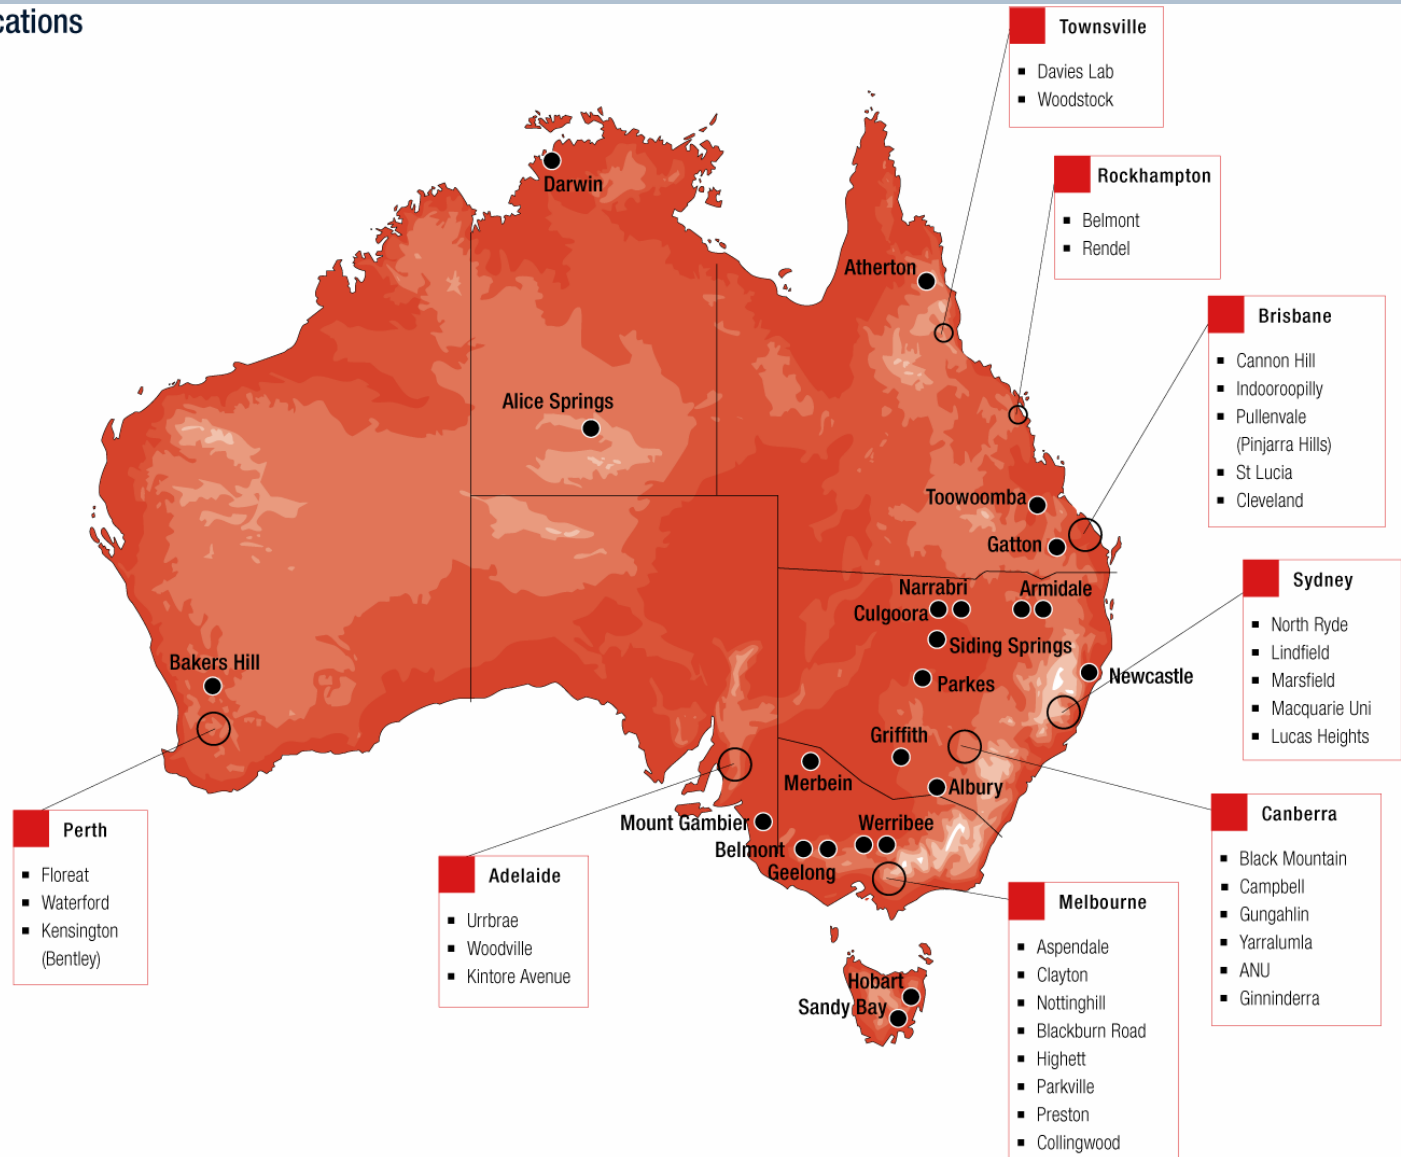 cations
Townsville
▪ Davies Lab
▪ Woodstock
Rockhampton
▪ Belmont
▪ Rendel
Brisbane
▪ Cannon Hill
▪ Indooroopilly
▪ Pullenvale
(Pinjarra Hills)
▪ St Lucia
▪ Cleveland
Sydney
▪ North Ryde
▪ Lindfield
▪ Marsfield
▪ Macquarie Uni
▪ Lucas Heights
Canberra
▪ Black Mountain
▪ Campbell
▪ Gungahlin
▪ Yarralumla
▪ ANU
▪ Ginninderra
Melbourne
▪ Aspendale
▪ Clayton
▪ Nottinghill
▪ Blackburn Road
▪ Highett
▪ Parkville
▪ Preston
▪ Collingwood
Adelaide
▪ Urrbrae
▪ Woodville
▪ Kintore Avenue
Perth
▪ Floreat
▪ Waterford
▪ Kensington
(Bentley)
Darwin
Atherton
Alice Springs
Toowoomba
Gatton
Narrabri
Armidale
Culgoora
Siding Springs
Bakers Hill
Newcastle
Parkes
Griffith
Merbein
Albury
Mount Gambier
Werribee
Belmont
Geelong
Hobart
Sandy Bay